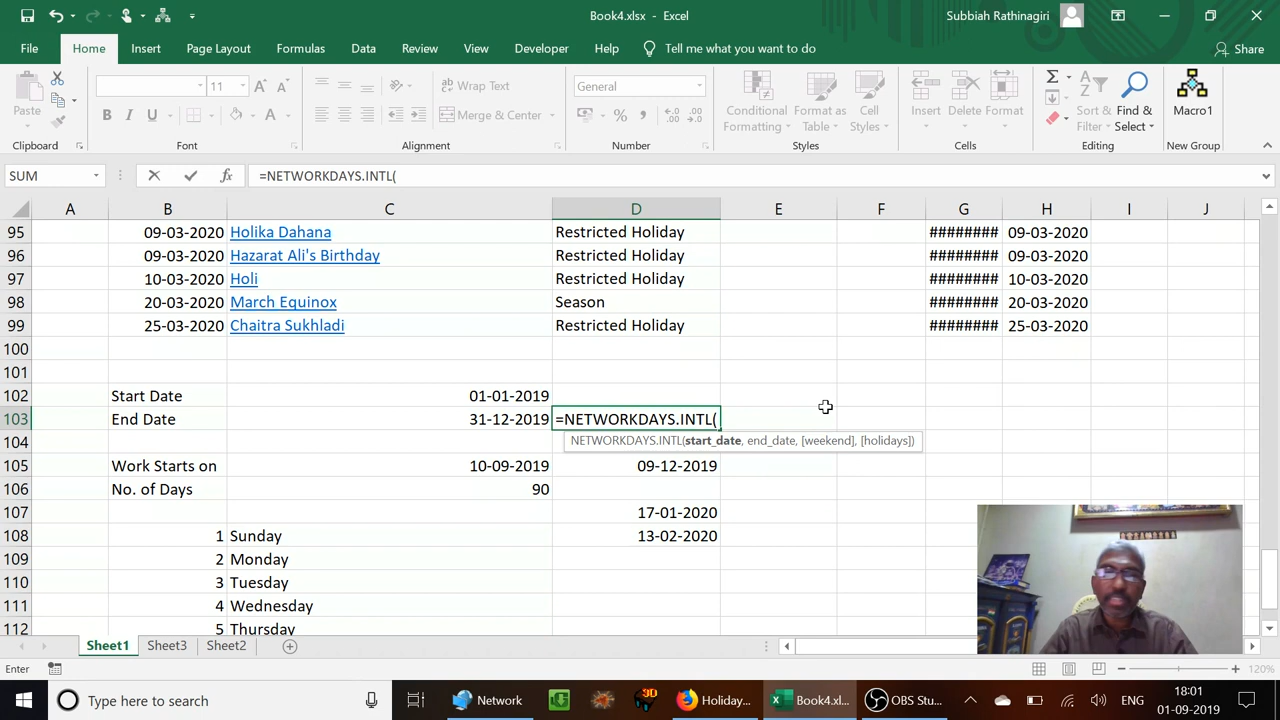 Book4.xlsx - Excel
Subbiah Rathinagiri
File Home Insert Page Layout Formulas Data Review View Developer Help Tell me what you want to do Share
11
Wrap Text
General
Paste
B I U
Merge & Center
Conditional Formatting
Format as Table
Cell Styles
Insert
Delete
Format
Sort & Filter
Find & Select
Macro1
Clipboard Font Alignment Number Styles Cells Editing New Group
SUM =NETWORKDAYS.INTL(
A B C D E F G H I J
95 09-03-2020 Holika Dahana Restricted Holiday ######## 09-03-2020
96 09-03-2020 Hazarat Ali's Birthday Restricted Holiday ######## 09-03-2020
97 10-03-2020 Holi Restricted Holiday ######## 10-03-2020
98 20-03-2020 March Equinox Season ######## 20-03-2020
99 25-03-2020 Chaitra Sukhladi Restricted Holiday ######## 25-03-2020
100
101
102 Start Date 01-01-2019
103 End Date 31-12-2019 =NETWORKDAYS.INTL(
NETWORKDAYS.INTL(start_date, end_date, [weekend], [holidays])
104
105 Work Starts on 10-09-2019 09-12-2019
106 No. of Days 90
107 17-01-2020
108 1 Sunday 13-02-2020
109 2 Monday
110 3 Tuesday
111 4 Wednesday
112 5 Thursday
Sheet1 Sheet3 Sheet2
Enter 120%
Type here to search
Network
3D
Holiday...
Book4.xl...
OBS Stu...
ENG
18:01
01-09-2019